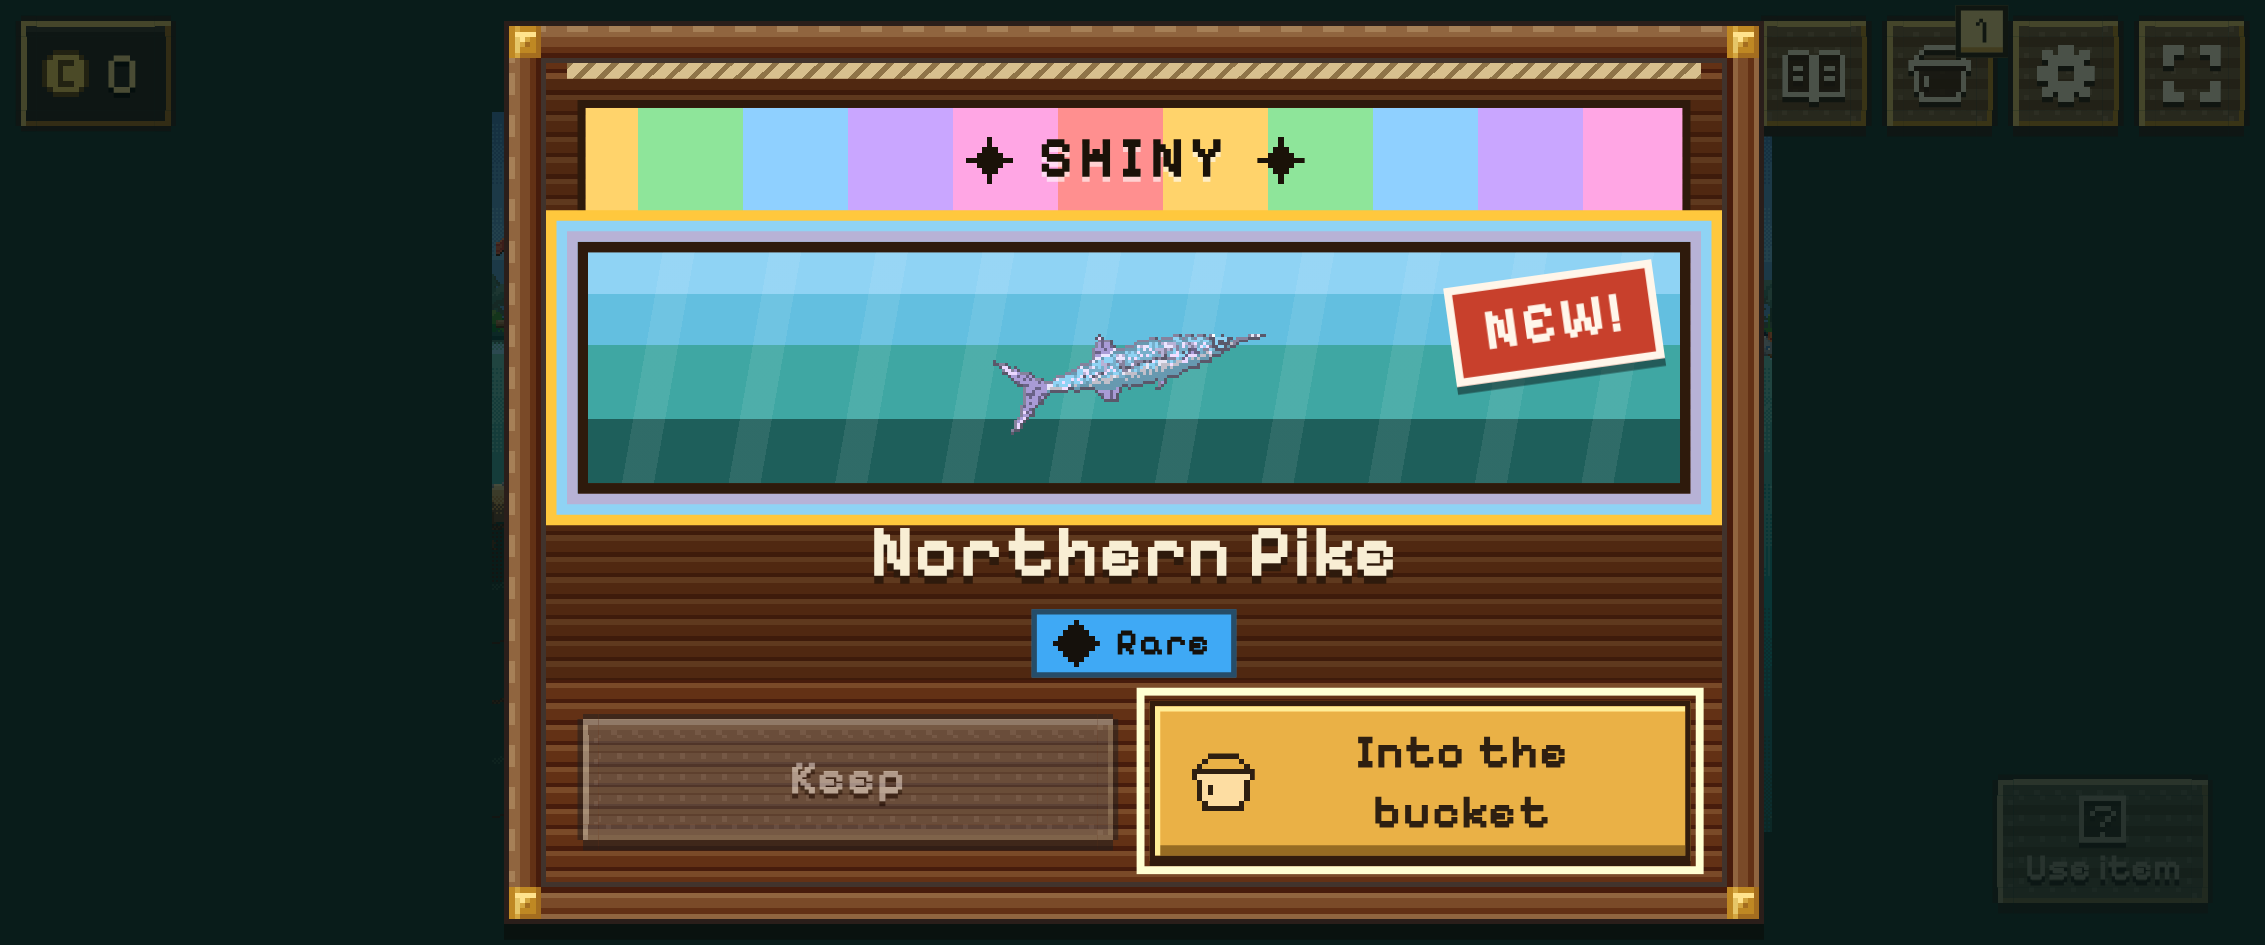 C 0
1
SHINY
NEW!
Northern Pike
Rare
Keep
Into the
bucket
?
Use item